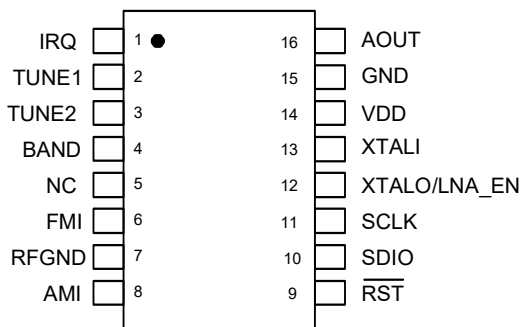 IRQ 1 16 AOUT
TUNE1 2 15 GND
TUNE2 3 14 VDD
BAND 4 13 XTALI
NC 5 12 XTALO/LNA_EN
FMI 6 11 SCLK
RFGND 7 10 SDIO
AMI 8 9 RST